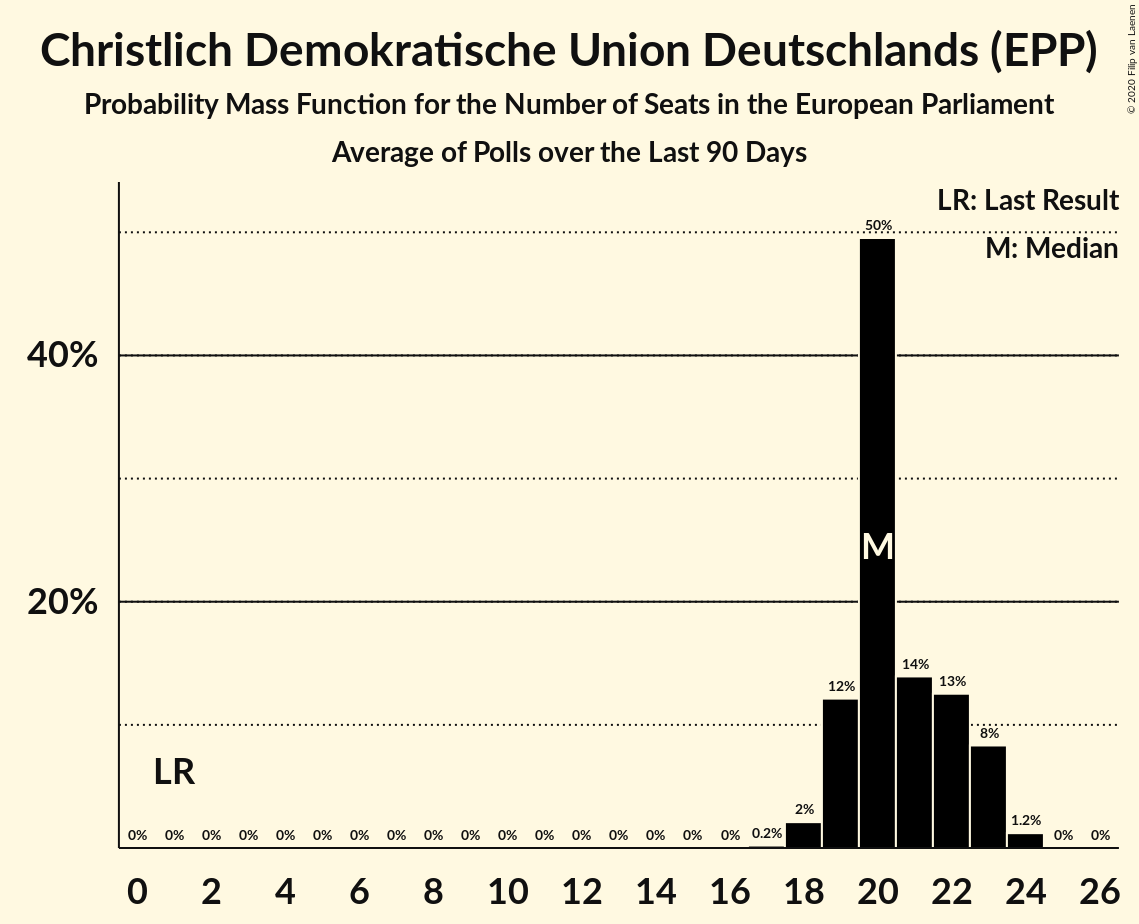 Christlich Demokratische Union Deutschlands (EPP)
Probability Mass Function for the Number of Seats in the European Parliament
Average of Polls over the Last 90 Days
© 2020 Filip van Laenen
LR: Last Result
M: Median
50%
40%
M
20%
14%
13%
12%
8%
LR
2%
1.2%
0% 0% 0% 0% 0% 0% 0% 0% 0% 0% 0% 0% 0% 0% 0% 0% 0% 0.2% 0% 0%
0 2 4 6 8 10 12 14 16 18 20 22 24 26